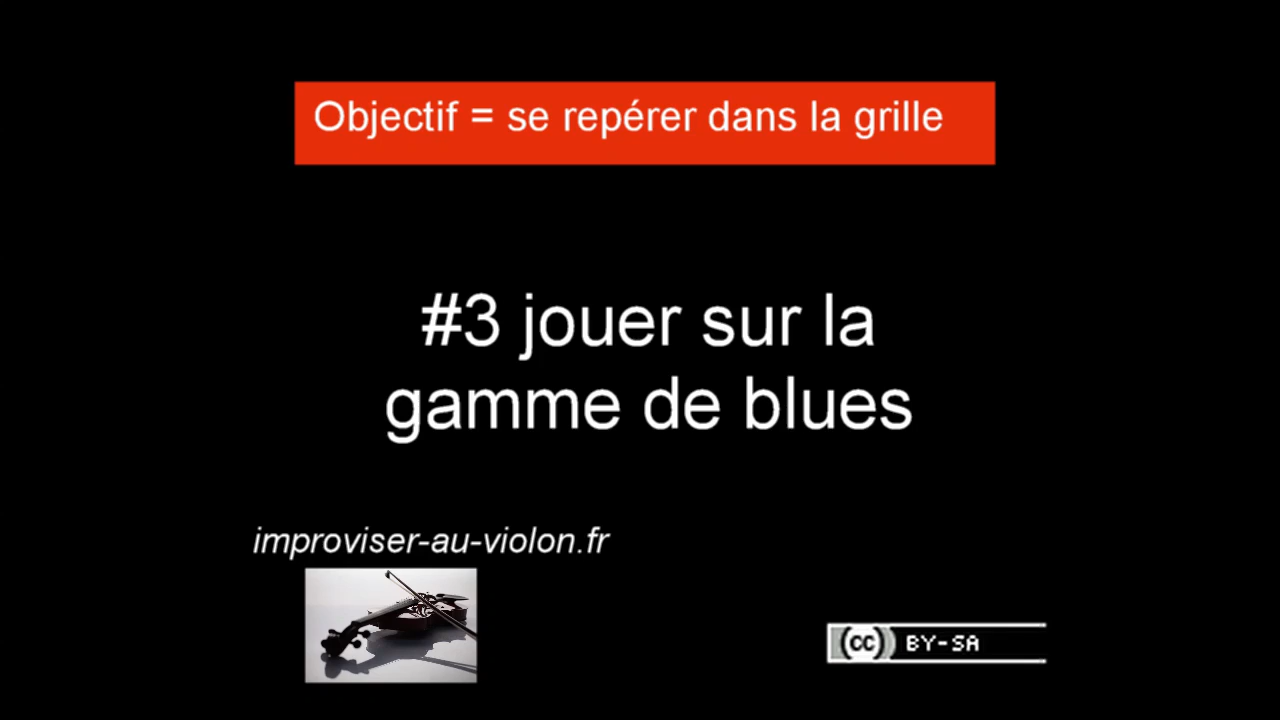 Objectif = se repérer dans la grille
#3 jouer sur la
gamme de blues
improviser-au-violon.fr
(cc) BY-SA